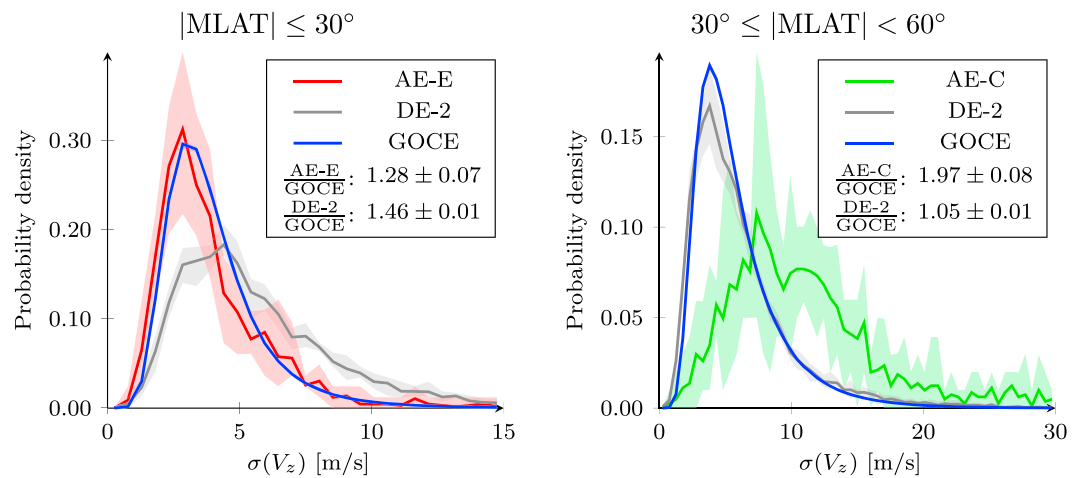 |MLAT| ≤ 30°
Probability density
0.30
0.20
0.10
0.00
0
5
10
15
σ(V_z) [m/s]
AE-E
DE-2
GOCE
AE-E/GOCE: 1.28 ± 0.07
DE-2/GOCE: 1.46 ± 0.01
30° ≤ |MLAT| < 60°
Probability density
0.15
0.10
0.05
0.00
0
10
20
30
σ(V_z) [m/s]
AE-C
DE-2
GOCE
AE-C/GOCE: 1.97 ± 0.08
DE-2/GOCE: 1.05 ± 0.01